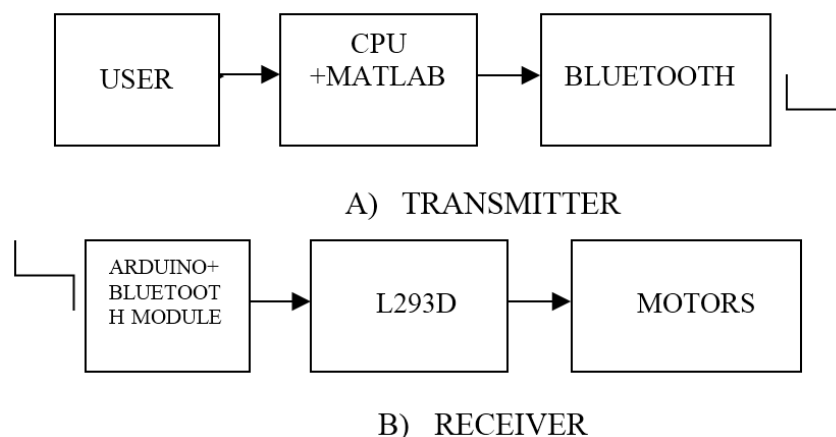 USER
CPU
+MATLAB
BLUETOOTH
A) TRANSMITTER
ARDUINO+
BLUETOOT
H MODULE
L293D
MOTORS
B) RECEIVER